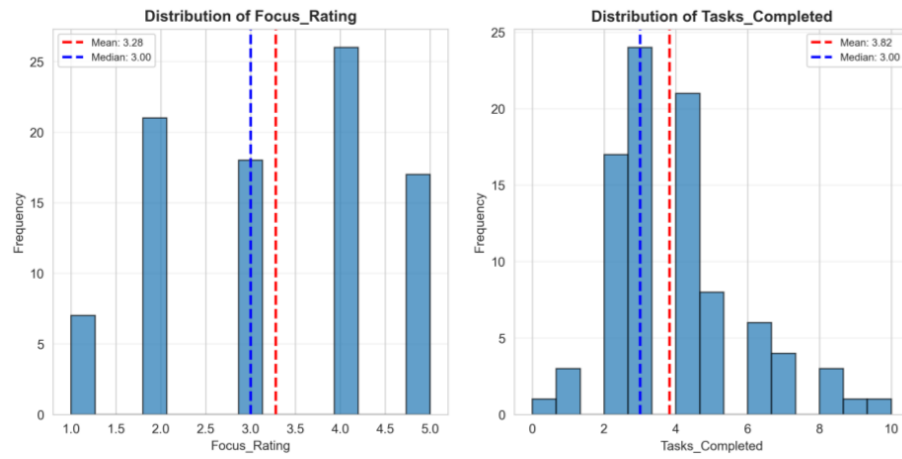 Distribution of Focus_Rating
Mean: 3.28
Median: 3.00
Frequency
25
20
15
10
5
0
1.0 1.5 2.0 2.5 3.0 3.5 4.0 4.5 5.0
Focus_Rating
Distribution of Tasks_Completed
Mean: 3.82
Median: 3.00
Frequency
25
20
15
10
5
0
0 2 4 6 8 10
Tasks_Completed